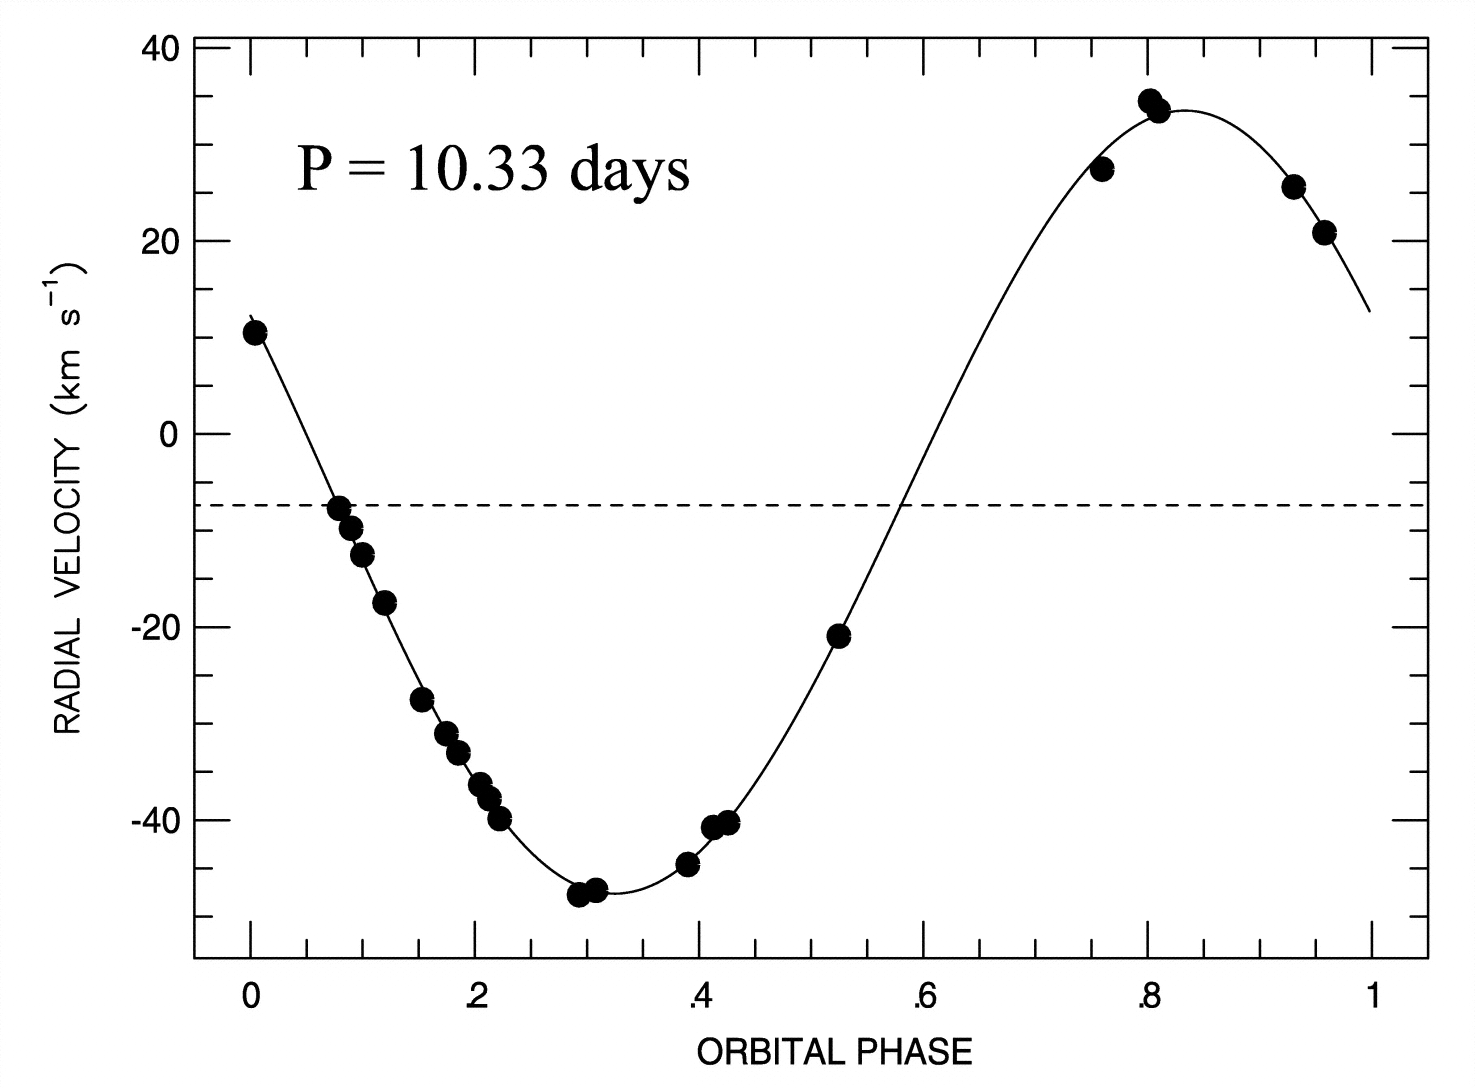 40
P = 10.33 days
20
0
-20
-40
RADIAL VELOCITY (km s⁻¹)
0 .2 .4 .6 .8 1
ORBITAL PHASE